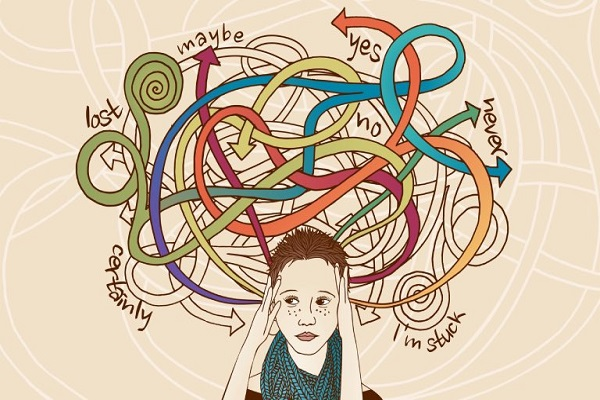 maybe
yes
lost
no
never
certainly
I'm stuck